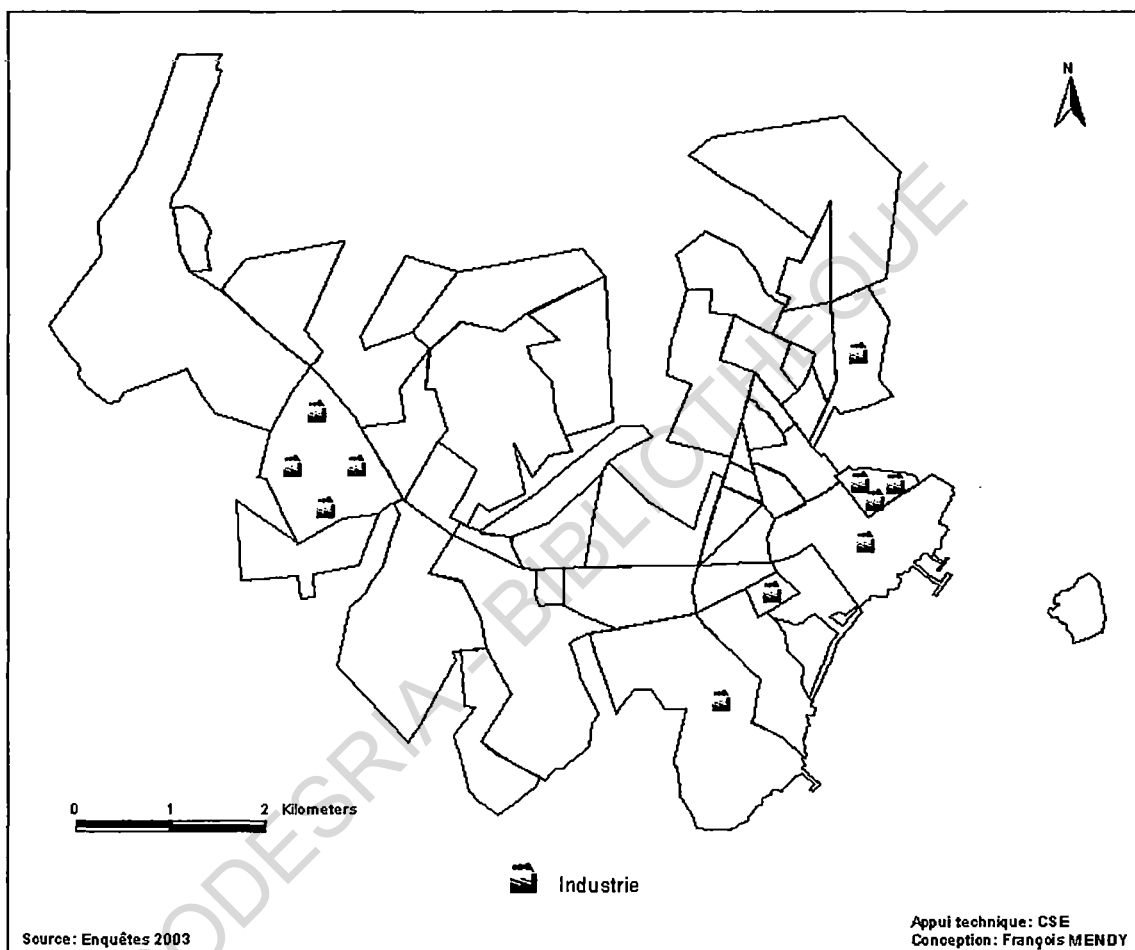 N
0 1 2 Kilometers
Industrie
Source: Enquêtes 2003
Appui technique: CSE
Conception: François MENDY
CODESRIA - BIBLIOTHEQUE